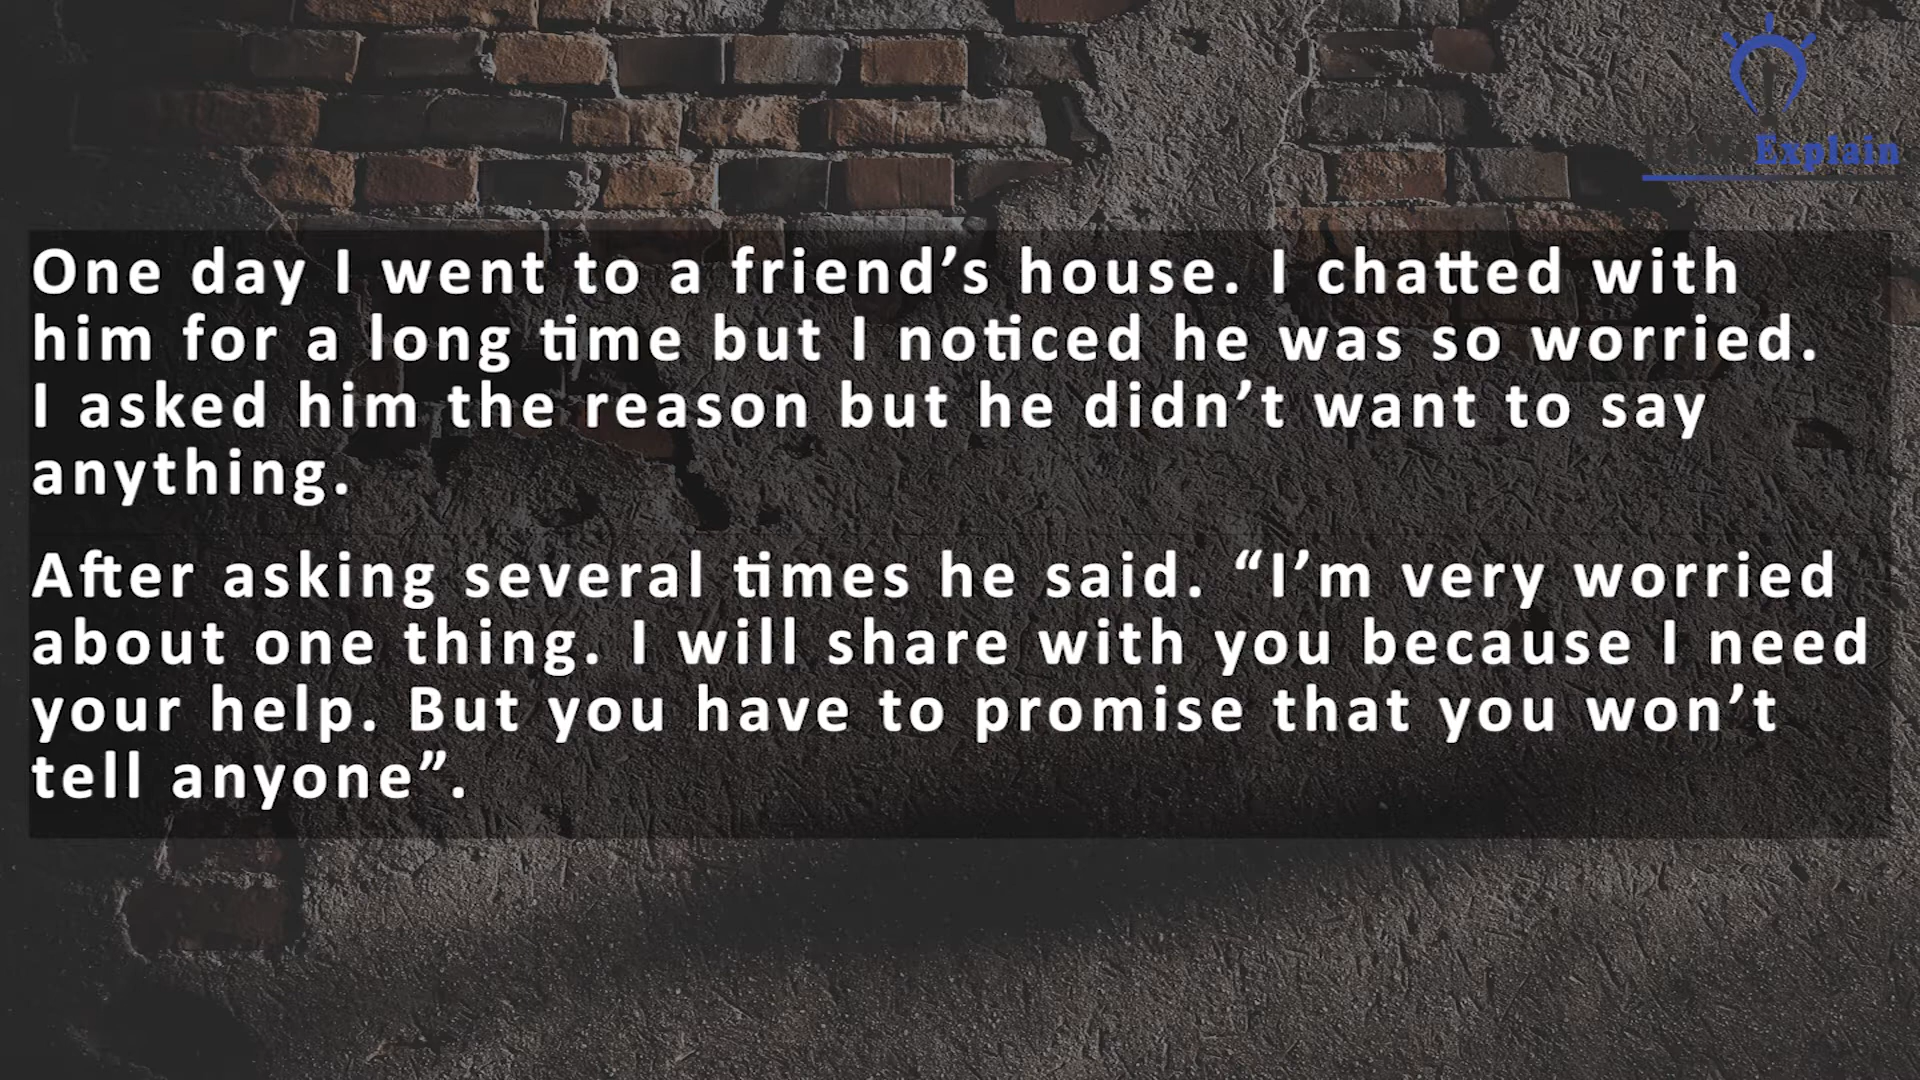 Explain
One day I went to a friend’s house. I chatted with
him for a long time but I noticed he was so worried.
I asked him the reason but he didn’t want to say
anything.
After asking several times he said. “I’m very worried
about one thing. I will share with you because I need
your help. But you have to promise that you won’t
tell anyone”.